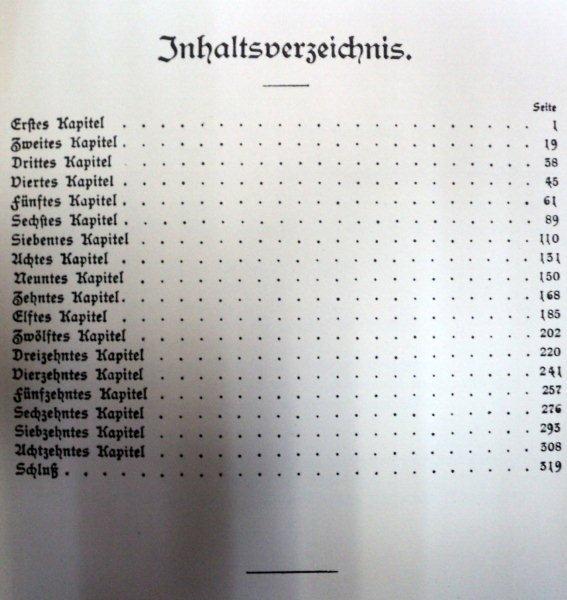 Inhaltsverzeichnis.
Seite
Erstes Kapitel . . . . . . . . . . . . . . . . . . . . . . 1
Zweites Kapitel . . . . . . . . . . . . . . . . . . . . . . 19
Drittes Kapitel . . . . . . . . . . . . . . . . . . . . . . 38
Viertes Kapitel . . . . . . . . . . . . . . . . . . . . . . 45
Fünftes Kapitel . . . . . . . . . . . . . . . . . . . . . . 61
Sechstes Kapitel . . . . . . . . . . . . . . . . . . . . . . 89
Siebentes Kapitel . . . . . . . . . . . . . . . . . . . . . 110
Achtes Kapitel . . . . . . . . . . . . . . . . . . . . . . 131
Neuntes Kapitel . . . . . . . . . . . . . . . . . . . . . 150
Zehntes Kapitel . . . . . . . . . . . . . . . . . . . . . . 168
Elftes Kapitel . . . . . . . . . . . . . . . . . . . . . . 185
Zwölftes Kapitel . . . . . . . . . . . . . . . . . . . . . 202
Dreizehntes Kapitel . . . . . . . . . . . . . . . . . . . . 220
Vierzehntes Kapitel . . . . . . . . . . . . . . . . . . . . 241
Fünfzehntes Kapitel . . . . . . . . . . . . . . . . . . . . 257
Sechzehntes Kapitel . . . . . . . . . . . . . . . . . . . . 276
Siebzehntes Kapitel . . . . . . . . . . . . . . . . . . . . 293
Achtzehntes Kapitel . . . . . . . . . . . . . . . . . . . . 308
Schluß . . . . . . . . . . . . . . . . . . . . . . . . . 319